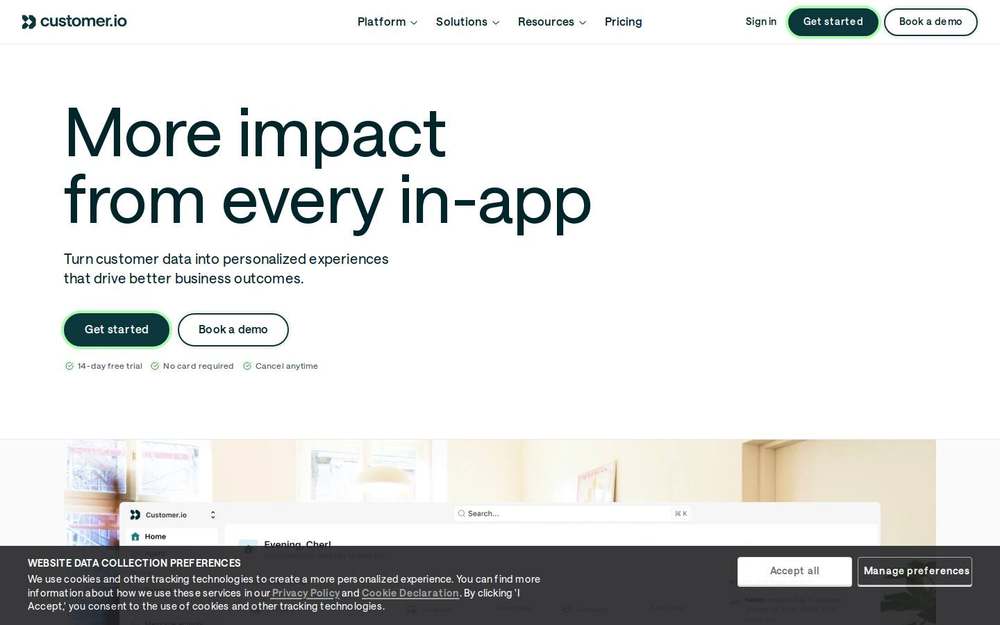 customer.io
Platform
Solutions
Resources
Pricing
Sign in
Get started
Book a demo
More impact
from every in-app
Turn customer data into personalized experiences
that drive better business outcomes.
Get started
Book a demo
14-day free trial
No card required
Cancel anytime
Customer.io
Search...
⌘ K
Home
Evening, Cher!
WEBSITE DATA COLLECTION PREFERENCES
We use cookies and other tracking technologies to create a more personalized experience. You can find more
information about how we use these services in our Privacy Policy and Cookie Declaration. By clicking 'I
Accept,' you consent to the use of cookies and other tracking technologies.
Accept all
Manage preferences